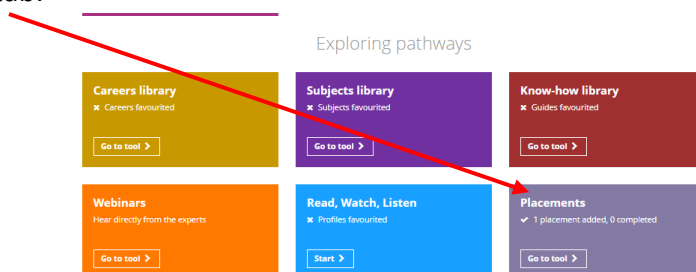 Exploring pathways
Careers library
✖ Careers favourited
Go to tool ❯
Subjects library
✖ Subjects favourited
Go to tool ❯
Know-how library
✖ Guides favourited
Go to tool ❯
Webinars
Hear directly from the experts
Go to tool ❯
Read, Watch, Listen
✖ Profiles favourited
Start ❯
Placements
✔ 1 placement added, 0 completed
Go to tool ❯